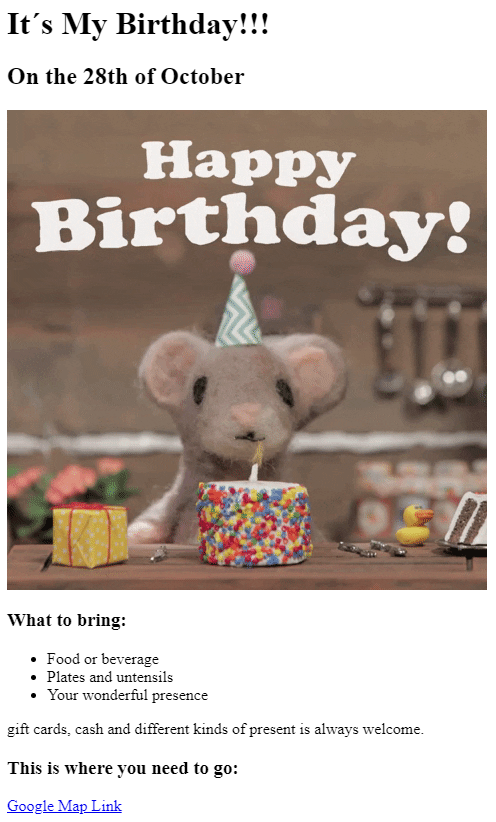 It´s My Birthday!!!
On the 28th of October
Happy
Birthday!
What to bring:
Food or beverage
Plates and untensils
Your wonderful presence
gift cards, cash and different kinds of present is always welcome.
This is where you need to go:
Google Map Link